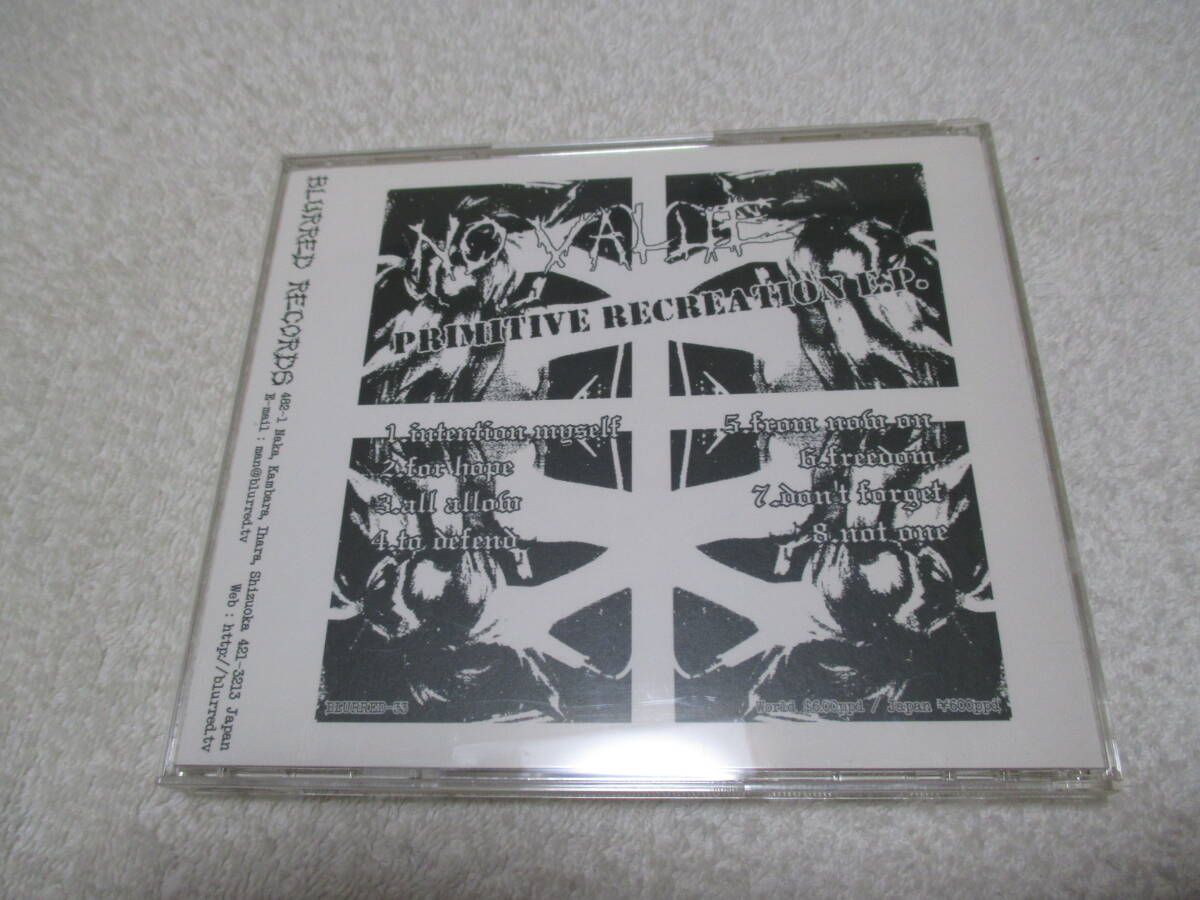 NO VALUE
PRIMITIVE RECREATION E.P.
1.intention myself
2.for hope
3.all allow
4.to defend
5.from now on
6.freedom
7.don't forget
8.not one
BLURRED-33
World $6.00ppd / Japan ¥600ppd
BLURRED RECORDS
482-1 Naka, Kambara, Ihara, Shizuoka 421-3213 Japan
E-mail : man@blurred.tv
Web : http://blurred.tv